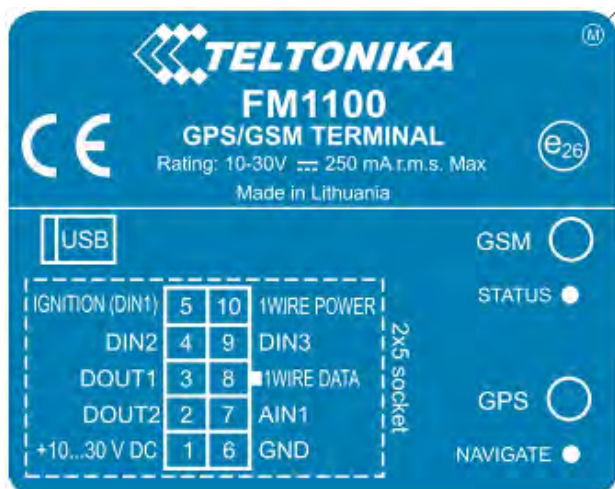 M
TELTONIKA
FM1100
GPS/GSM TERMINAL
CE
e26
Rating: 10-30V ⎓ 250 mA r.m.s. Max
Made in Lithuania
USB
GSM
STATUS
IGNITION (DIN1) 5 10 1WIRE POWER
DIN2 4 9 DIN3
DOUT1 3 8 1WIRE DATA
DOUT2 2 7 AIN1
+10...30 V DC 1 6 GND
2x5 socket
GPS
NAVIGATE